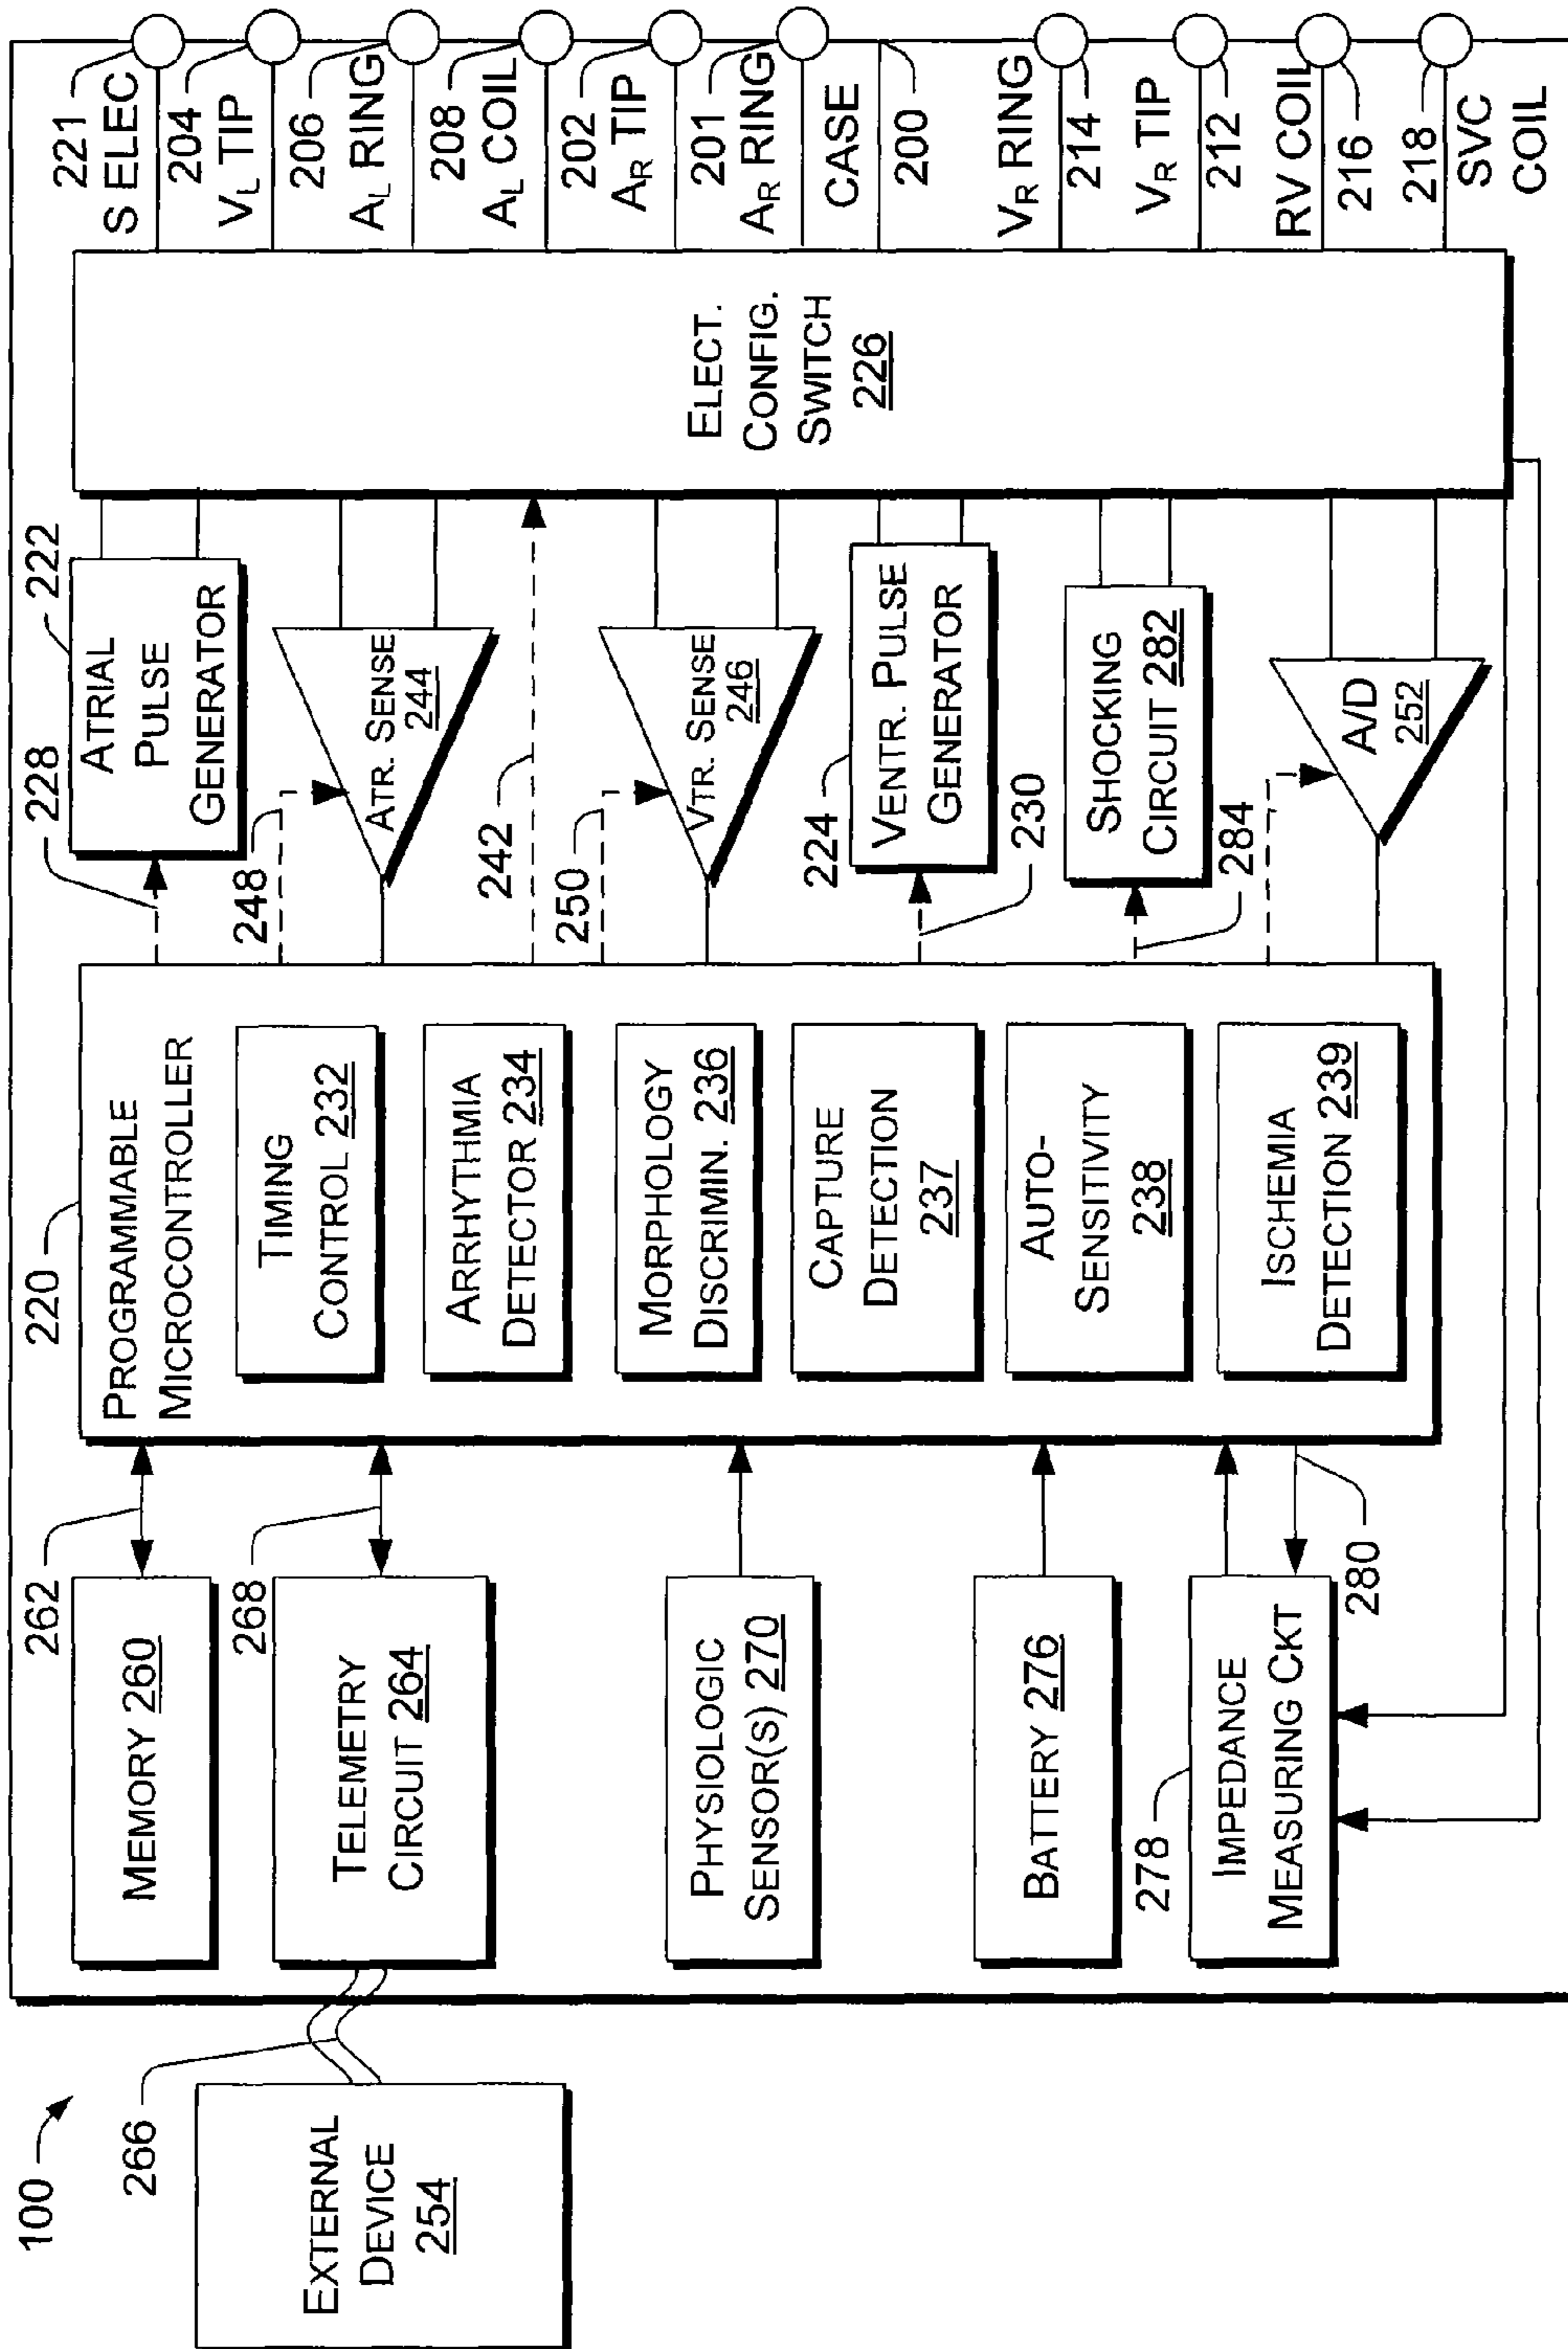 100
EXTERNAL
DEVICE
254
266
MEMORY 260
262
TELEMETRY
CIRCUIT 264
268
PHYSIOLOGIC
SENSOR(S) 270
BATTERY 276
278
IMPEDANCE
MEASURING CKT
280
220
PROGRAMMABLE
MICROCONTROLLER
TIMING
CONTROL 232
ARRHYTHMIA
DETECTOR 234
MORPHOLOGY
DISCRIMIN. 236
CAPTURE
DETECTION
237
AUTO-
SENSITIVITY
238
ISCHEMIA
DETECTION 239
228
222
ATRIAL
PULSE
GENERATOR
248
ATR. SENSE
244
242
250
VTR. SENSE
246
224
VENTR. PULSE
GENERATOR
230
SHOCKING
CIRCUIT 282
284
A/D
252
ELECT.
CONFIG.
SWITCH
226
221
S ELEC
204
VL TIP
206
AL RING
208
AL COIL
202
AR TIP
201
AR RING
CASE
200
VR RING
214
VR TIP
212
RV COIL
216
218
SVC
COIL